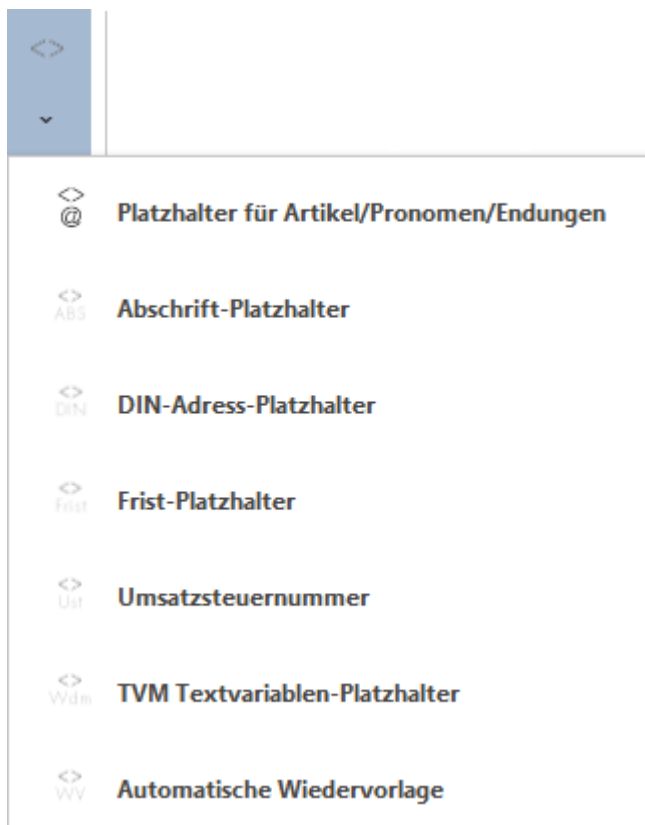 <>
<>
@ Platzhalter für Artikel/Pronomen/Endungen
<>
ABS Abschrift-Platzhalter
<>
DIN DIN-Adress-Platzhalter
<>
Frist Frist-Platzhalter
<>
Ust Umsatzsteuernummer
<>
Wdm TVM Textvariablen-Platzhalter
<>
WV Automatische Wiedervorlage